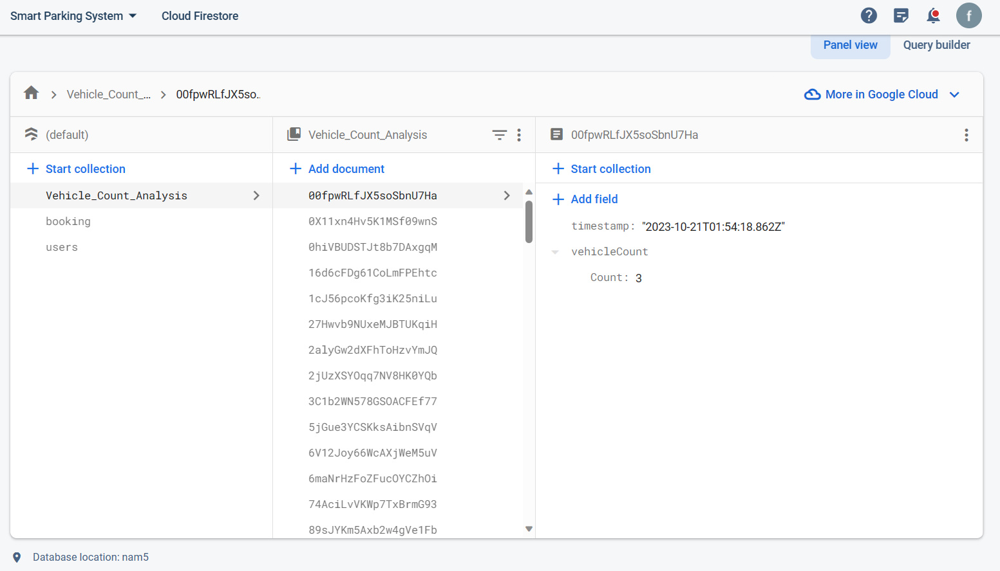 Smart Parking System
Cloud Firestore
?
f
Panel view
Query builder
Vehicle_Count_...
00fpwRLfJX5so..
More in Google Cloud
(default)
Vehicle_Count_Analysis
00fpwRLfJX5soSbnU7Ha
Start collection
Add document
Start collection
Vehicle_Count_Analysis
booking
users
00fpwRLfJX5soSbnU7Ha
0X11xn4Hv5K1MSf09wnS
0hiVBUDSTJt8b7DAxgqM
16d6cFDg61CoLmFPEhtc
1cJ56pcoKfg3iK25niLu
27Hwvb9NUxeMJBTUKqiH
2alyGw2dXFhToHzvYmJQ
2jUzXSYOqq7NV8HK0YQb
3C1b2WN578GSOACFEf77
5jGue3YCSKksAibnSVqV
6V12Joy66WcAXjWeM5uV
6maNrHzFoZFucOYCZhOi
74AciLvVKWp7TxBrmG93
89sJYKm5Axb2w4gVe1Fb
Add field
timestamp: "2023-10-21T01:54:18.862Z"
vehicleCount
Count: 3
Database location: nam5